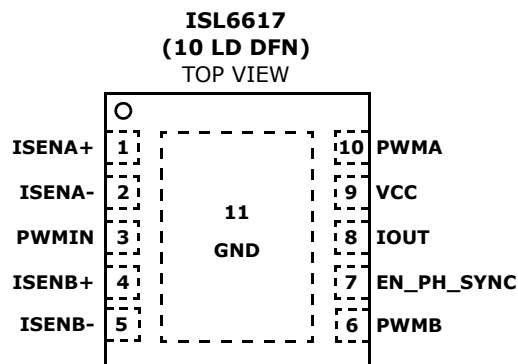 ISL6617
(10 LD DFN)
TOP VIEW
ISENA+ 1 10 PWMA
ISENA- 2 9 VCC
11
PWMIN 3 8 IOUT
GND
ISENB+ 4 7 EN_PH_SYNC
ISENB- 5 6 PWMB